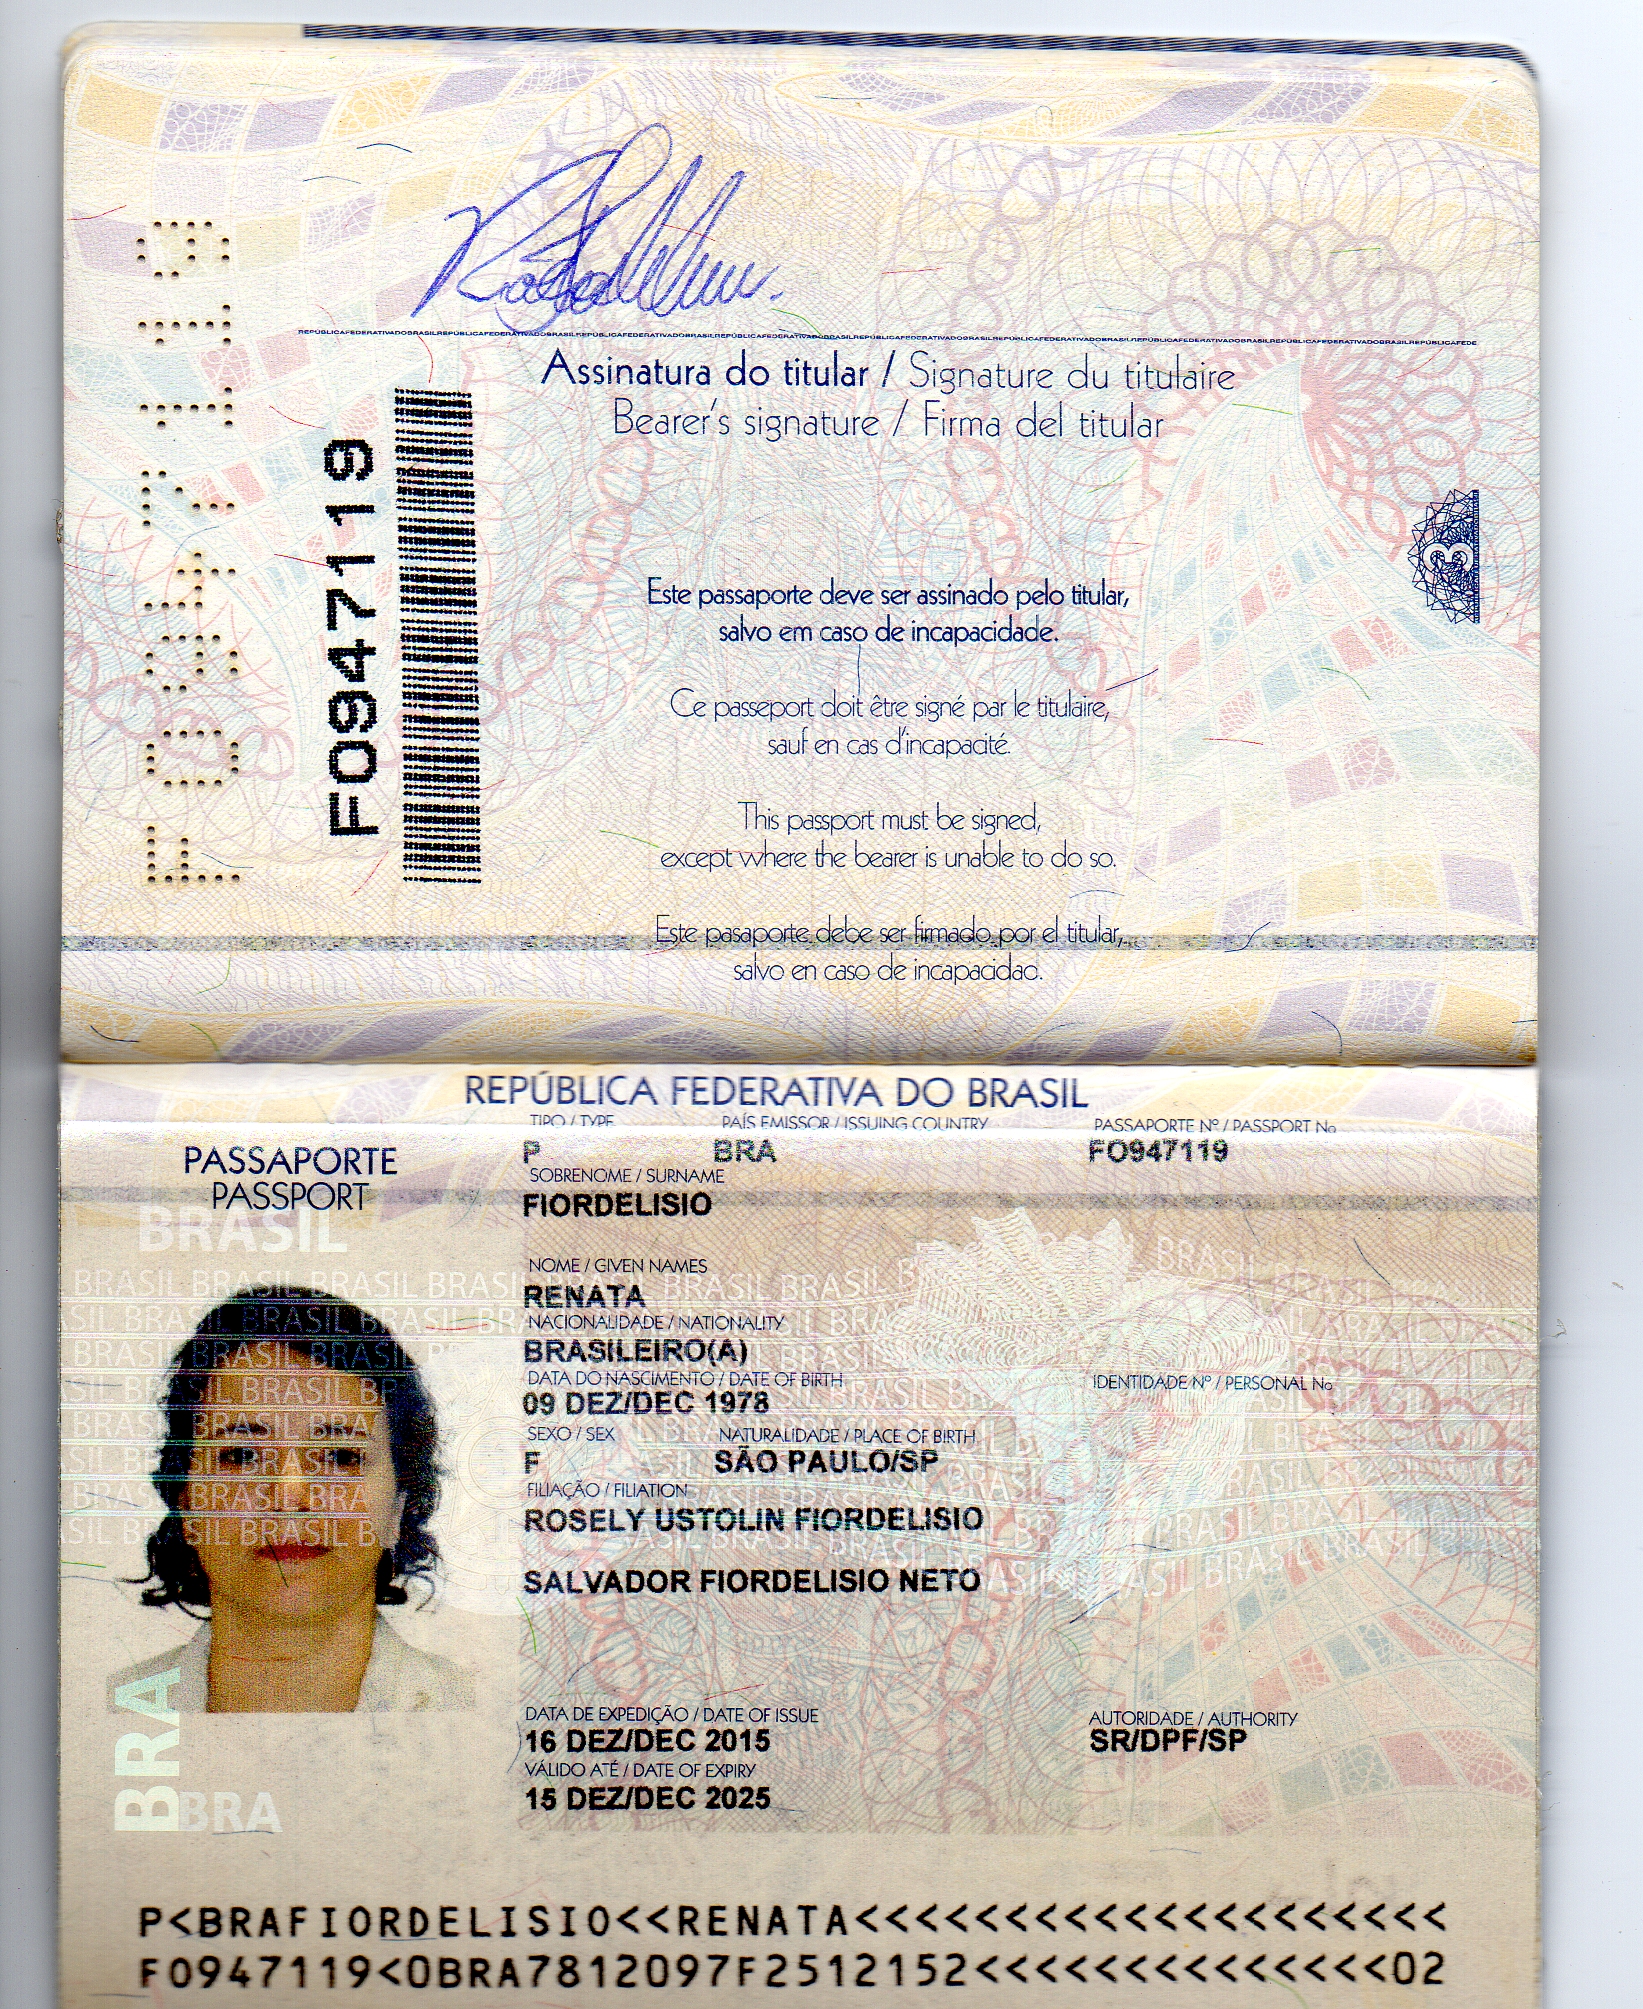 REPÚBLICAFEDERATIVADOBRASILREPÚBLICAFEDERATIVADOBRASILREPÚBLICAFEDERATIVADOBRASILREPÚBLICAFEDERATIVADOBRASILREPÚBLICAFEDERATIVADOBRASILREPÚBLICAFEDE
Assinatura do titular / Signature du titulaire
Bearer's signature / Firma del titular
FO947119
FO947119
3
Este passaporte deve ser assinado pelo titular,
salvo em caso de incapacidade.
Ce passeport doit être signé par le titulaire,
sauf en cas d'incapacité.
This passport must be signed,
except where the bearer is unable to do so.
Este pasaporte debe ser firmado por el titular,
salvo en caso de incapacidad.
REPÚBLICA FEDERATIVA DO BRASIL
PASSAPORTE
PASSPORT
TIPO / TYPE PAÍS EMISSOR / ISSUING COUNTRY PASSAPORTE Nº / PASSPORT No
P BRA FO947119
SOBRENOME / SURNAME
FIORDELISIO
NOME / GIVEN NAMES
RENATA
NACIONALIDADE / NATIONALITY
BRASILEIRO(A)
DATA DO NASCIMENTO / DATE OF BIRTH IDENTIDADE Nº / PERSONAL No
09 DEZ/DEC 1978
SEXO / SEX NATURALIDADE / PLACE OF BIRTH
F SÃO PAULO/SP
FILIAÇÃO / FILIATION
ROSELY USTOLIN FIORDELISIO
SALVADOR FIORDELISIO NETO
DATA DE EXPEDIÇÃO / DATE OF ISSUE AUTORIDADE / AUTHORITY
16 DEZ/DEC 2015 SR/DPF/SP
VÁLIDO ATÉ / DATE OF EXPIRY
15 DEZ/DEC 2025
BRASIL
BRA
BRA
P<BRAFIORDELISIO<<RENATA<<<<<<<<<<<<<<<<<<<<
FO947119<0BRA7812097F2512152<<<<<<<<<<<<<<02